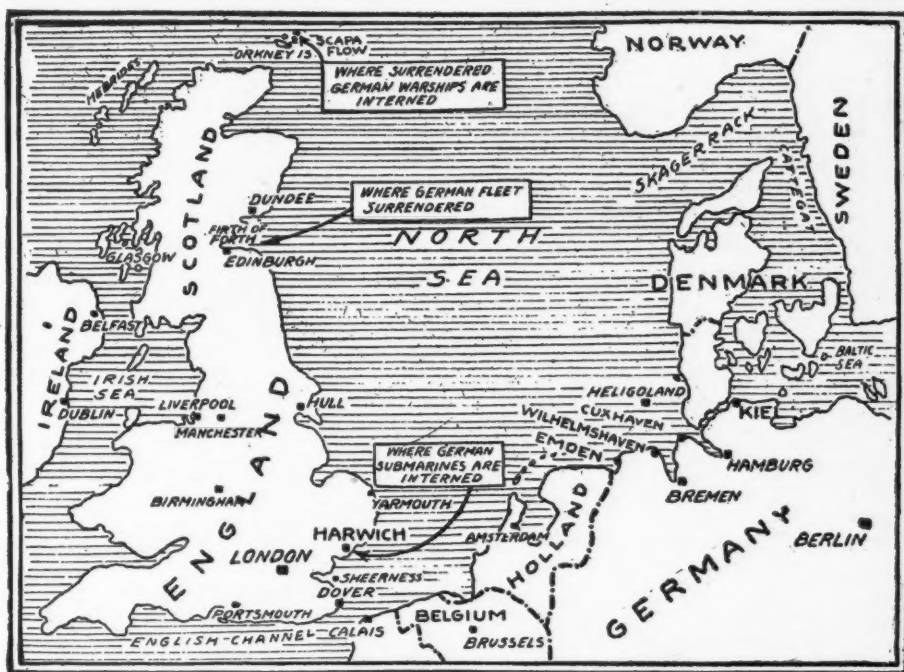 NORWAY
SCAPA
FLOW
ORKNEY IS
WHERE SURRENDERED
GERMAN WARSHIPS ARE
INTERNED
HEBRIDES
SWEDEN
SKAGERRACK
CATTEGAT
SCOTLAND
DUNDEE
WHERE GERMAN FLEET
SURRENDERED
FIRTH OF
FORTH
GLASGOW
EDINBURGH
NORTH
SEA
DENMARK
BELFAST
IRELAND
IRISH
SEA
BALTIC
SEA
DUBLIN
LIVERPOOL
MANCHESTER
HULL
HELIGOLAND
CUXHAVEN
KIEL
WILHELMSHAVEN
EMDEN
WHERE GERMAN
SUBMARINES ARE
INTERNED
HAMBURG
BREMEN
BIRMINGHAM
YARMOUTH
ENGLAND
HARWICH
AMSTERDAM
HOLLAND
GERMANY
BERLIN
LONDON
SHEERNESS
DOVER
PORTSMOUTH
ENGLISH-CHANNEL
CALAIS
BELGIUM
BRUSSELS